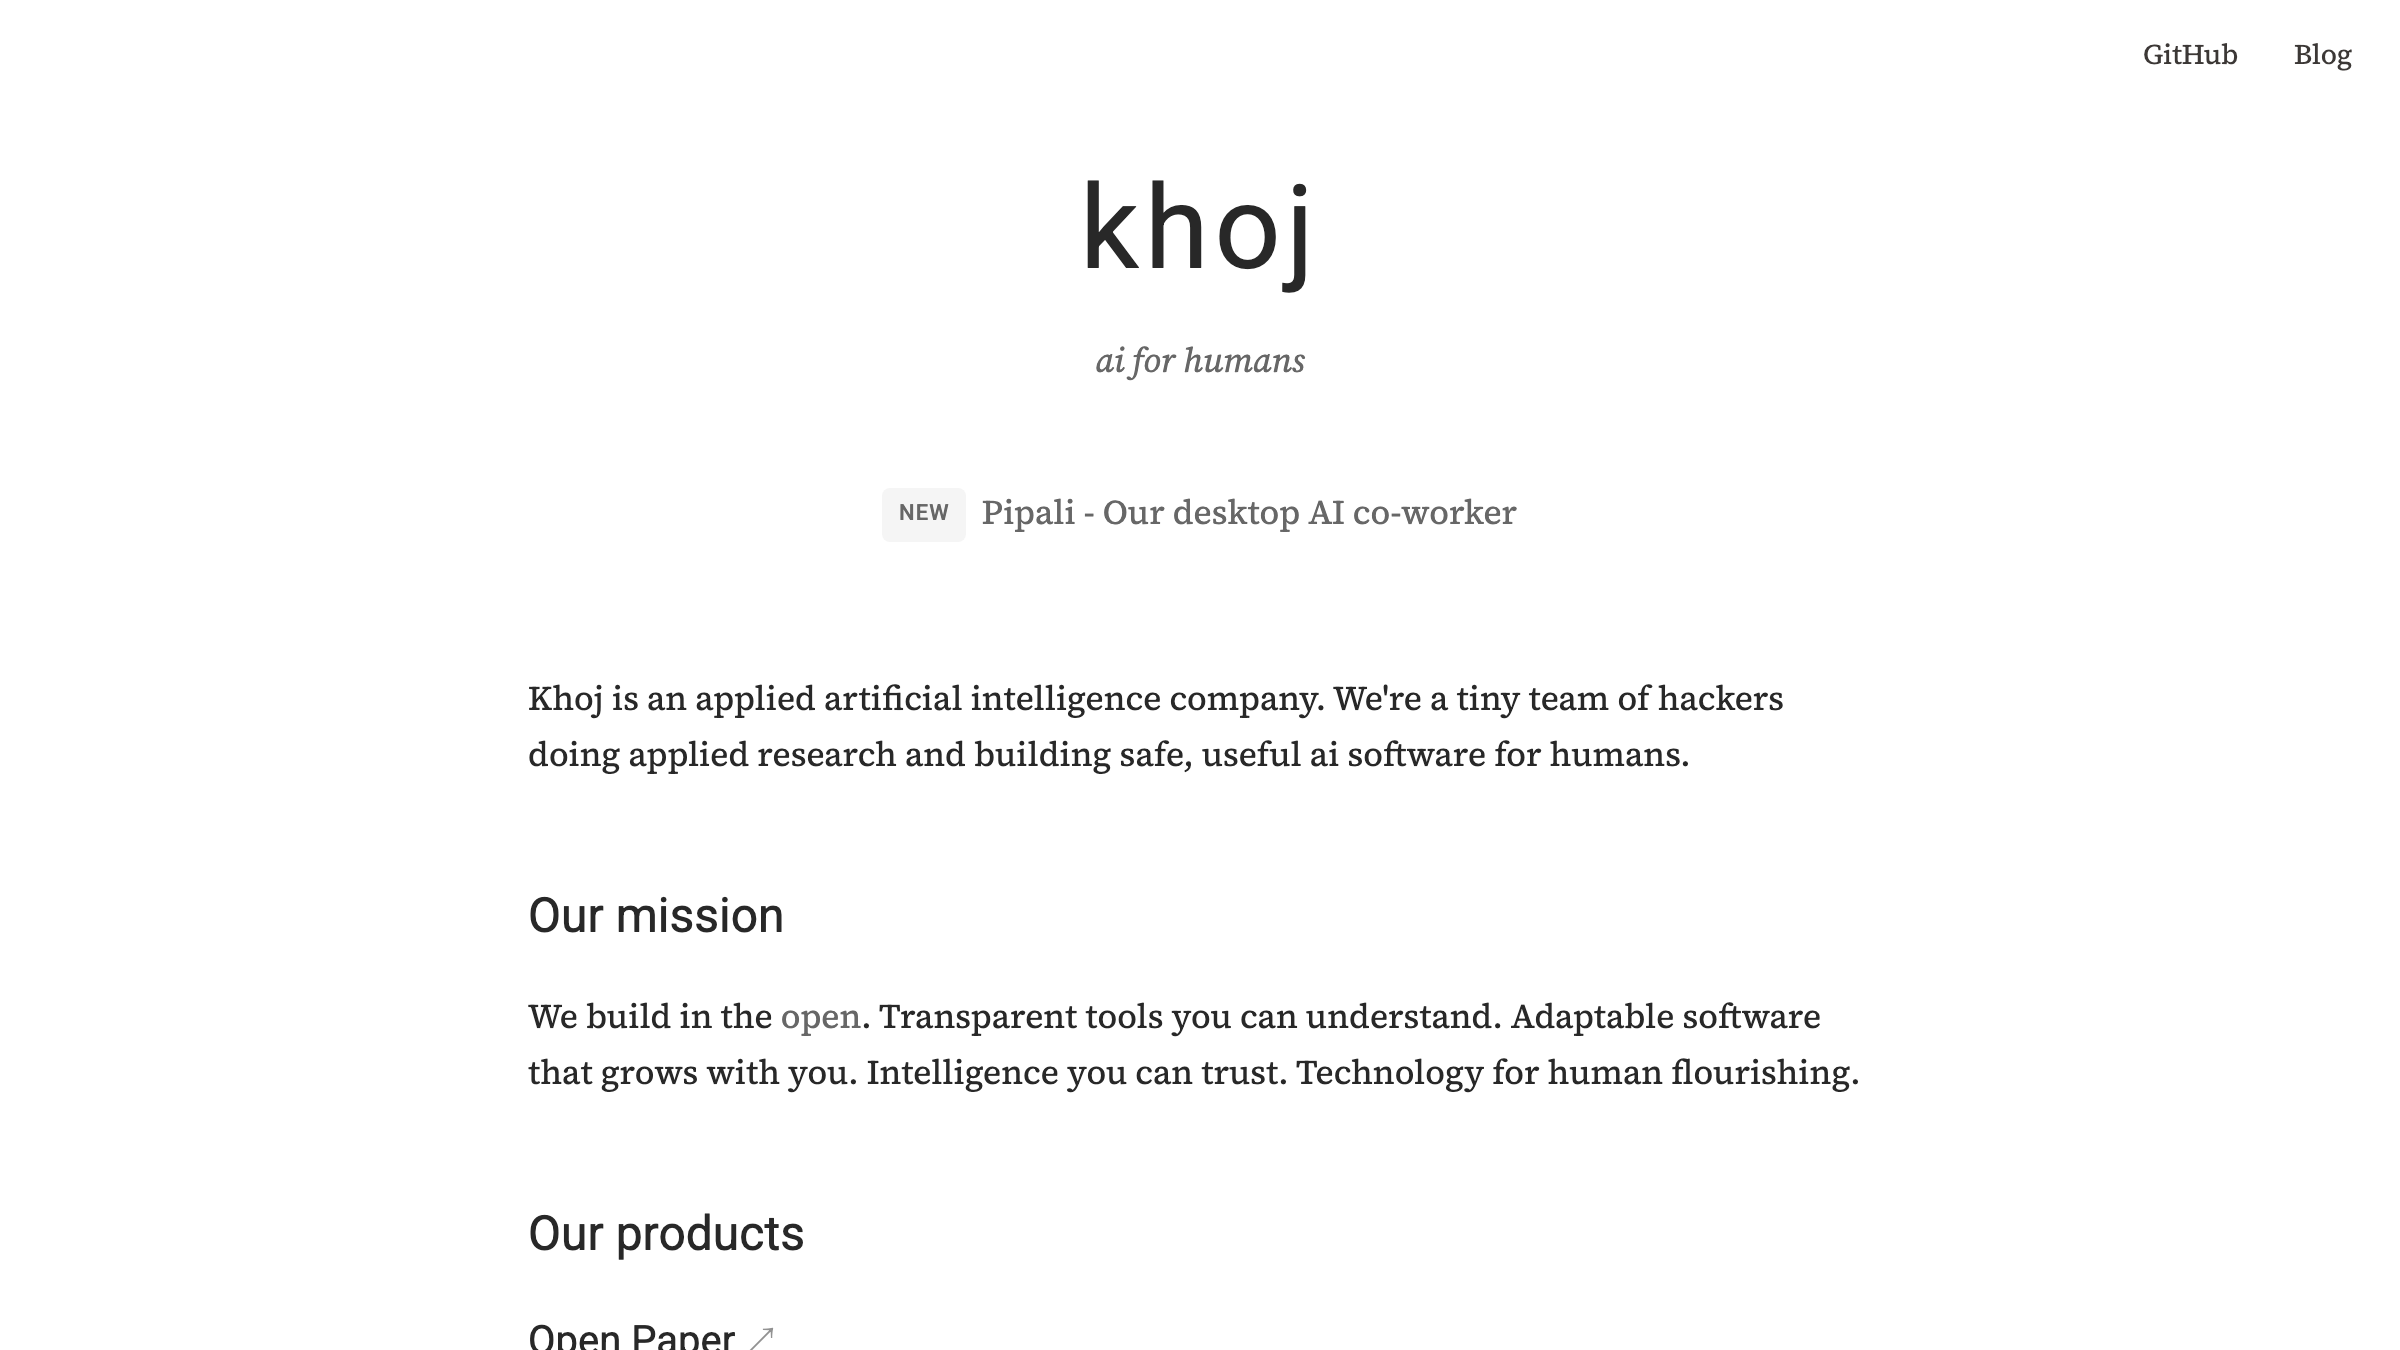 GitHub Blog
khoj
ai for humans
NEW Pipali - Our desktop AI co-worker
Khoj is an applied artificial intelligence company. We're a tiny team of hackers
doing applied research and building safe, useful ai software for humans.
Our mission
We build in the open. Transparent tools you can understand. Adaptable software
that grows with you. Intelligence you can trust. Technology for human flourishing.
Our products
Open Paper ↗